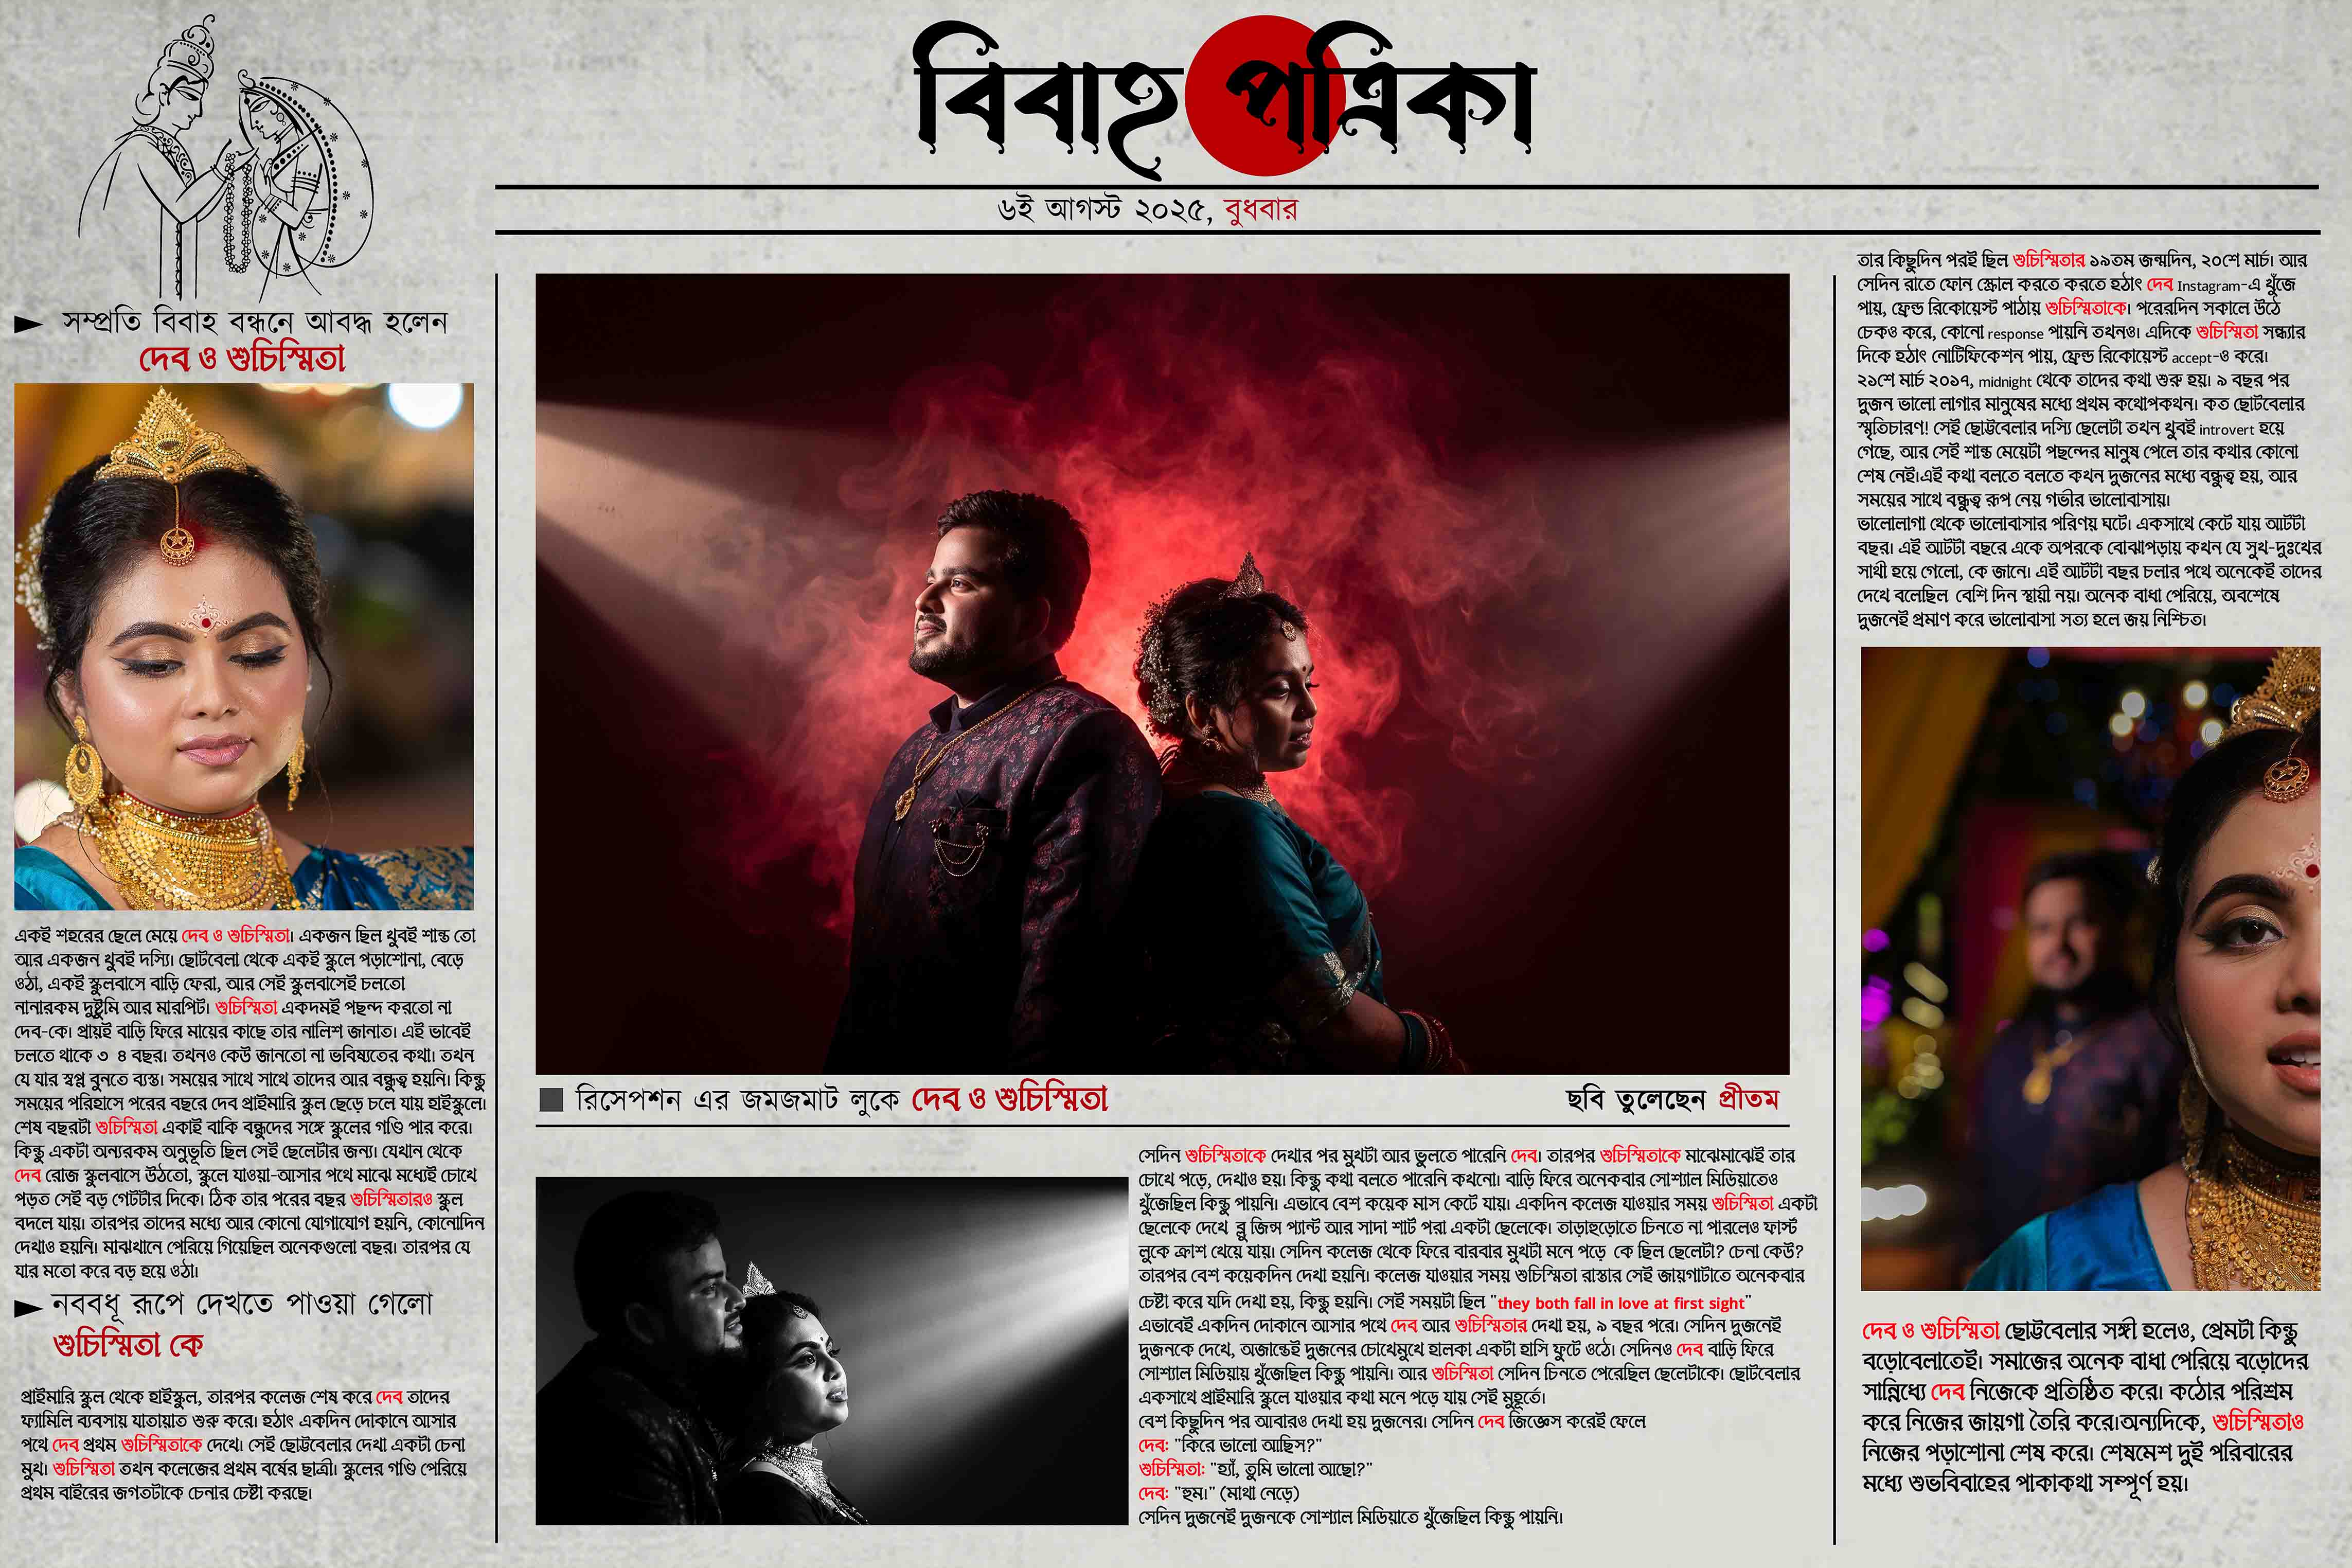 বিবাহ পত্রিকা
৬ই আগস্ট ২০২৫, বুধবার
সম্প্রতি বিবাহ বন্ধনে আবদ্ধ হলেন
দেব ও শুচিস্মিতা
একই শহরের ছেলে মেয়ে দেব ও শুচিস্মিতা। একজন ছিল খুবই শান্ত তো
আর একজন খুবই দস্যি। ছোটবেলা থেকে একই স্কুলে পড়াশোনা, বেড়ে
ওঠা, একই স্কুলবাসে বাড়ি ফেরা, আর সেই স্কুলবাসেই চলতো
নানারকম দুষ্টুমি আর মারপিট। শুচিস্মিতা একদমই পছন্দ করতো না
দেব-কে। প্রায়ই বাড়ি ফিরে মায়ের কাছে তার নালিশ জানাত। এই ভাবেই
চলতে থাকে ৩ ৪ বছর। তখনও কেউ জানতো না ভবিষ্যতের কথা। তখন
যে যার স্বপ্ন বুনতে ব্যস্ত। সময়ের সাথে সাথে তাদের আর বন্ধুত্ব হয়নি। কিন্তু
সময়ের পরিহাসে পরের বছরে দেব প্রাইমারি স্কুল ছেড়ে চলে যায় হাইস্কুলে।
শেষ বছরটা শুচিস্মিতা একাই বাকি বন্ধুদের সঙ্গে স্কুলের গণ্ডি পার করে।
কিন্তু একটা অন্যরকম অনুভূতি ছিল সেই ছেলেটার জন্য। যেখান থেকে
দেব রোজ স্কুলবাসে উঠতো, স্কুলে যাওয়া-আসার পথে মাঝে মধ্যেই চোখে
পড়ত সেই বড় গেটটার দিকে। ঠিক তার পরের বছর শুচিস্মিতারও স্কুল
বদলে যায়। তারপর তাদের মধ্যে আর কোনো যোগাযোগ হয়নি, কোনোদিন
দেখাও হয়নি। মাঝখানে পেরিয়ে গিয়েছিল অনেকগুলো বছর। তারপর যে
যার মতো করে বড় হয়ে ওঠা।
নববধূ রূপে দেখতে পাওয়া গেলো
শুচিস্মিতা কে
প্রাইমারি স্কুল থেকে হাইস্কুল, তারপর কলেজ শেষ করে দেব তাদের
ফ্যামিলি ব্যবসায় যাতায়াত শুরু করে। হঠাৎ একদিন দোকানে আসার
পথে দেব প্রথম শুচিস্মিতাকে দেখে। সেই ছোট্টবেলার দেখা একটা চেনা
মুখ। শুচিস্মিতা তখন কলেজের প্রথম বর্ষের ছাত্রী। স্কুলের গণ্ডি পেরিয়ে
প্রথম বাইরের জগতটাকে চেনার চেষ্টা করছে।
রিসেপশন এর জমজমাট লুকে দেব ও শুচিস্মিতা
ছবি তুলেছেন প্রীতম
সেদিন শুচিস্মিতাকে দেখার পর মুখটা আর ভুলতে পারেনি দেব। তারপর শুচিস্মিতাকে মাঝেমাঝেই তার
চোখে পড়ে, দেখাও হয়। কিন্তু কথা বলতে পারেনি কখনো। বাড়ি ফিরে অনেকবার সোশ্যাল মিডিয়াতেও
খুঁজেছিল কিন্তু পায়নি। এভাবে বেশ কয়েক মাস কেটে যায়। একদিন কলেজ যাওয়ার সময় শুচিস্মিতা একটা
ছেলেকে দেখে ব্লু জিন্স প্যান্ট আর সাদা শার্ট পরা একটা ছেলেকে। তাড়াহুড়োতে চিনতে না পারলেও ফার্স্ট
লুকে ক্রাশ খেয়ে যায়। সেদিন কলেজ থেকে ফিরে বারবার মুখটা মনে পড়ে কে ছিল ছেলেটা? চেনা কেউ?
তারপর বেশ কয়েকদিন দেখা হয়নি। কলেজ যাওয়ার সময় শুচিস্মিতা রাস্তার সেই জায়গাটাতে অনেকবার
চেষ্টা করে যদি দেখা হয়, কিন্তু হয়নি। সেই সময়টা ছিল "they both fall in love at first sight"
এভাবেই একদিন দোকানে আসার পথে দেব আর শুচিস্মিতার দেখা হয়, ৯ বছর পরে। সেদিন দুজনেই
দুজনকে দেখে, অজান্তেই দুজনের চোখেমুখে হালকা একটা হাসি ফুটে ওঠে। সেদিনও দেব বাড়ি ফিরে
সোশ্যাল মিডিয়ায় খুঁজেছিল কিন্তু পায়নি। আর শুচিস্মিতা সেদিন চিনতে পেরেছিল ছেলেটাকে। ছোটবেলার
একসাথে প্রাইমারি স্কুলে যাওয়ার কথা মনে পড়ে যায় সেই মুহূর্তে।
বেশ কিছুদিন পর আবারও দেখা হয় দুজনের। সেদিন দেব জিজ্ঞেস করেই ফেলে
দেব: "কিরে ভালো আছিস?"
শুচিস্মিতা: "হ্যাঁ, তুমি ভালো আছো?"
দেব: "হুম।" (মাথা নেড়ে)
সেদিন দুজনেই দুজনকে সোশ্যাল মিডিয়াতে খুঁজেছিল কিন্তু পায়নি।
তার কিছুদিন পরই ছিল শুচিস্মিতার ১৯তম জন্মদিন, ২০শে মার্চ। আর
সেদিন রাতে ফোন স্ক্রোল করতে করতে হঠাৎ দেব Instagram-এ খুঁজে
পায়, ফ্রেন্ড রিকোয়েস্ট পাঠায় শুচিস্মিতাকে। পরেরদিন সকালে উঠে
চেকও করে, কোনো response পায়নি তখনও। এদিকে শুচিস্মিতা সন্ধ্যার
দিকে হঠাৎ নোটিফিকেশন পায়, ফ্রেন্ড রিকোয়েস্ট accept-ও করে।
২১শে মার্চ ২০১৭, midnight থেকে তাদের কথা শুরু হয়। ৯ বছর পর
দুজন ভালো লাগার মানুষের মধ্যে প্রথম কথোপকথন। কত ছোটবেলার
স্মৃতিচারণ! সেই ছোট্টবেলার দস্যি ছেলেটা তখন খুবই introvert হয়ে
গেছে, আর সেই শান্ত মেয়েটা পছন্দের মানুষ পেলে তার কথার কোনো
শেষ নেই।এই কথা বলতে বলতে কখন দুজনের মধ্যে বন্ধুত্ব হয়, আর
সময়ের সাথে বন্ধুত্ব রূপ নেয় গভীর ভালোবাসায়।
ভালোলাগা থেকে ভালোবাসার পরিণয় ঘটে। একসাথে কেটে যায় আটটা
বছর। এই আটটা বছরে একে অপরকে বোঝাপড়ায় কখন যে সুখ-দুঃখের
সাথী হয়ে গেলো, কে জানে। এই আটটা বছর চলার পথে অনেকেই তাদের
দেখে বলেছিল বেশি দিন স্থায়ী নয়। অনেক বাধা পেরিয়ে, অবশেষে
দুজনেই প্রমাণ করে ভালোবাসা সত্য হলে জয় নিশ্চিত।
দেব ও শুচিস্মিতা ছোট্টবেলার সঙ্গী হলেও, প্রেমটা কিন্তু
বড়োবেলাতেই। সমাজের অনেক বাধা পেরিয়ে বড়োদের
সান্নিধ্যে দেব নিজেকে প্রতিষ্ঠিত করে। কঠোর পরিশ্রম
করে নিজের জায়গা তৈরি করে।অন্যদিকে, শুচিস্মিতাও
নিজের পড়াশোনা শেষ করে। শেষমেশ দুই পরিবারের
মধ্যে শুভবিবাহের পাকাকথা সম্পূর্ণ হয়।